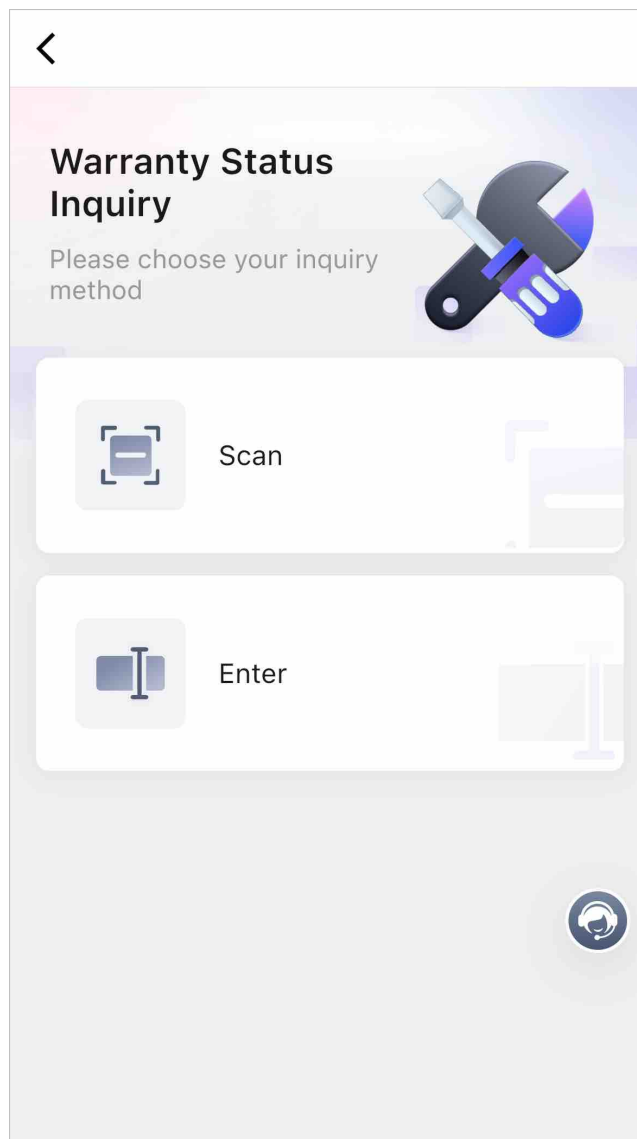 Warranty Status
Inquiry
Please choose your inquiry
method
Scan
Enter